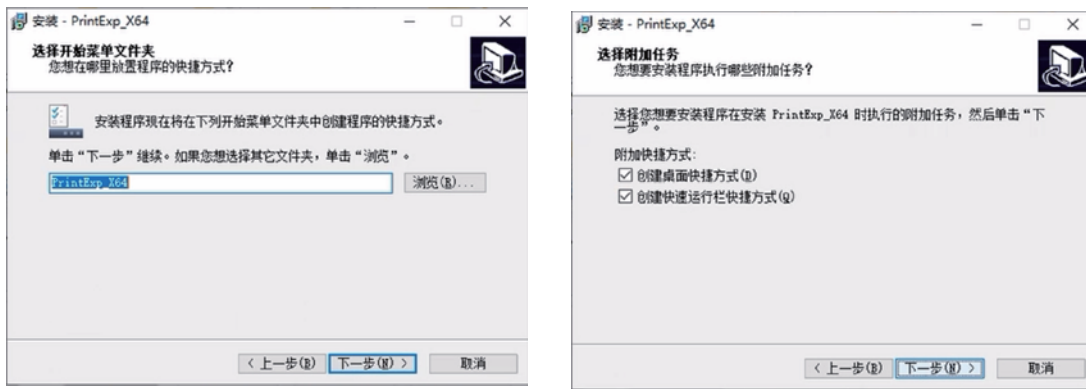 安装 - PrintExp_X64
选择开始菜单文件夹
您想在哪里放置程序的快捷方式?
安装程序现在将在下列开始菜单文件夹中创建程序的快捷方式。
单击“下一步”继续。如果您想选择其它文件夹,单击“浏览”。
PrintExp_X64
浏览(R)...
< 上一步(B)
下一步(N) >
取消
安装 - PrintExp_X64
选择附加任务
您想要安装程序执行哪些附加任务?
选择您想要安装程序在安装 PrintExp_X64 时执行的附加任务,然后单击“下
一步”。
附加快捷方式:
创建桌面快捷方式(D)
创建快速运行栏快捷方式(Q)
< 上一步(B)
下一步(N) >
取消